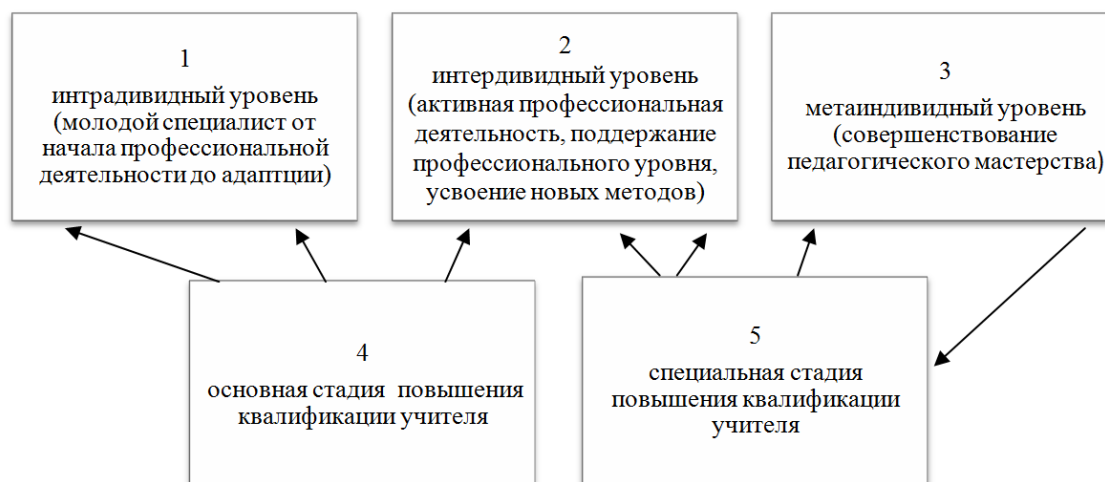 1
интрадивидный уровень
(молодой специалист от
начала профессиональной
деятельности до адаптции)
2
интердивидный уровень
(активная профессиональная
деятельность, поддержание
профессионального уровня,
усвоение новых методов)
3
метаиндивидный уровень
(совершенствование
педагогического мастерства)
4
основная стадия повышения
квалификации учителя
5
специальная стадия
повышения квалификации
учителя